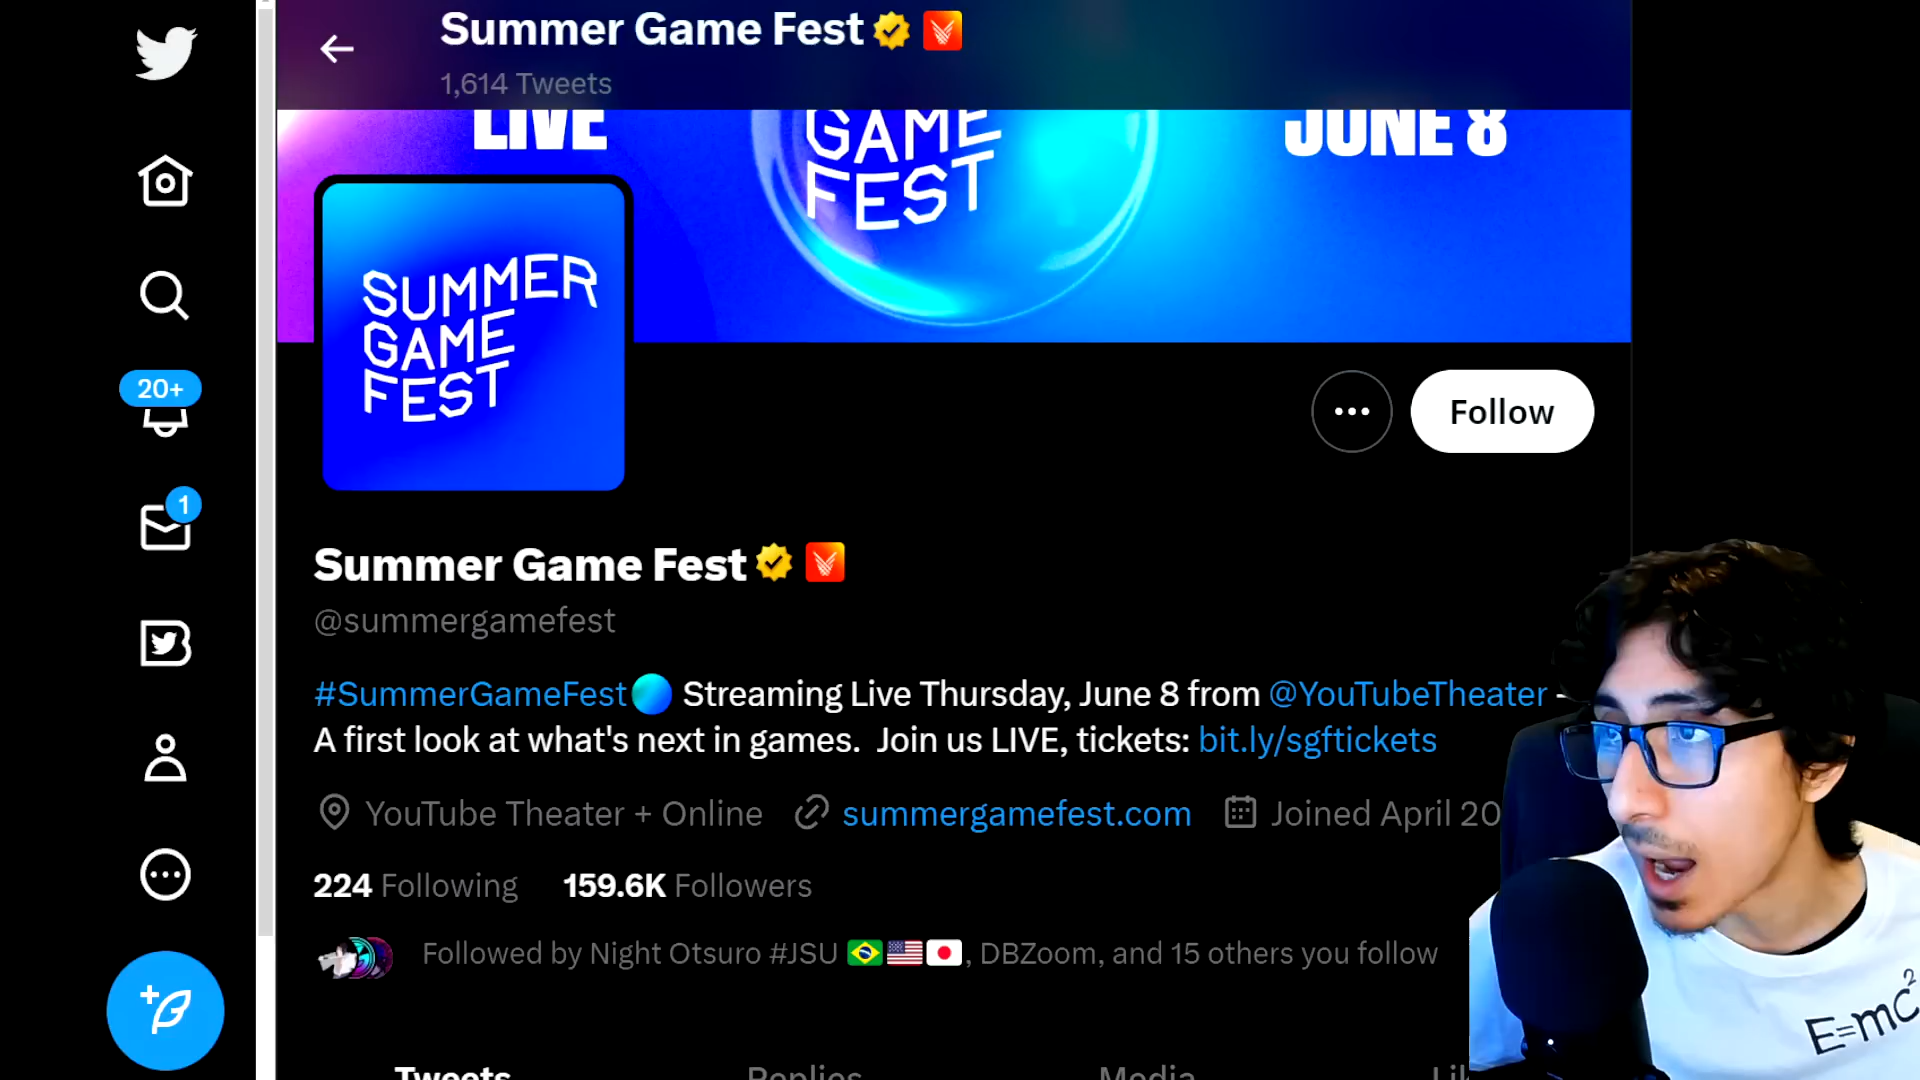 Summer Game Fest
1,614 Tweets
LIVE
GAME
FEST
JUNE 8
SUMMER
GAME
FEST
20+
Follow
1
Summer Game Fest
@summergamefest
#SummerGameFest Streaming Live Thursday, June 8 from @YouTubeTheater -
A first look at what's next in games. Join us LIVE, tickets: bit.ly/sgftickets
YouTube Theater + Online summergamefest.com Joined April 20
224 Following 159.6K Followers
Followed by Night Otsuro #JSU 🇧🇷🇺🇸🇯🇵, DBZoom, and 15 others you follow
E=mc²
Tweets Replies Media Lik